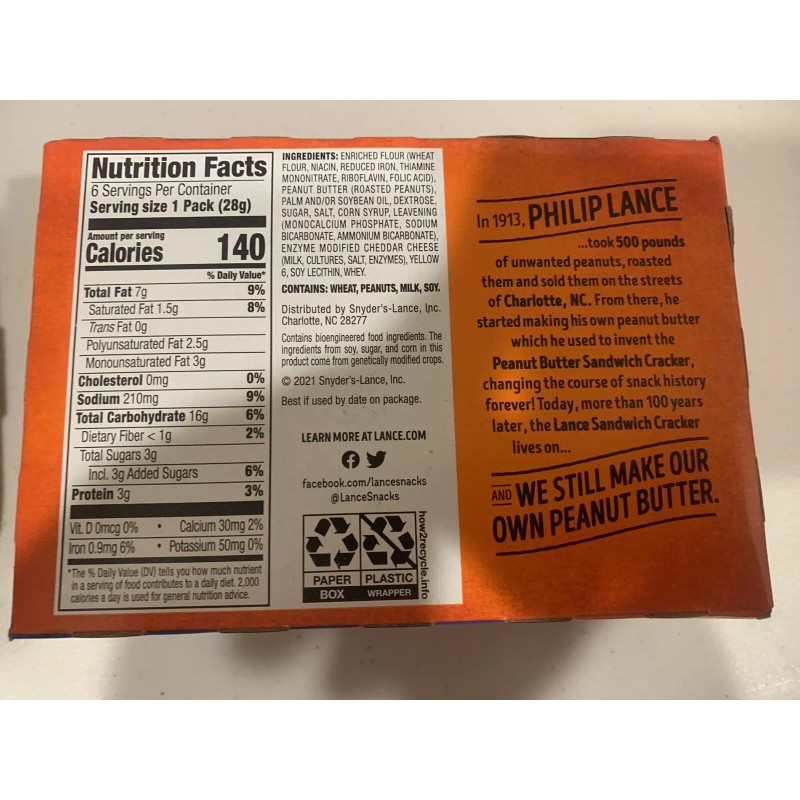 Nutrition Facts
6 Servings Per Container
Serving size 1 Pack (28g)
Amount per serving
Calories 140
% Daily Value*
Total Fat 7g 9%
Saturated Fat 1.5g 8%
Trans Fat 0g
Polyunsaturated Fat 2.5g
Monounsaturated Fat 3g
Cholesterol 0mg 0%
Sodium 210mg 9%
Total Carbohydrate 16g 6%
Dietary Fiber < 1g 2%
Total Sugars 3g
Incl. 3g Added Sugars 6%
Protein 3g 3%
Vit. D 0mcg 0% • Calcium 30mg 2%
Iron 0.9mg 6% • Potassium 50mg 0%
*The % Daily Value (DV) tells you how much nutrient
in a serving of food contributes to a daily diet. 2,000
calories a day is used for general nutrition advice.
INGREDIENTS: ENRICHED FLOUR (WHEAT
FLOUR, NIACIN, REDUCED IRON, THIAMINE
MONONITRATE, RIBOFLAVIN, FOLIC ACID),
PEANUT BUTTER (ROASTED PEANUTS),
PALM AND/OR SOYBEAN OIL, DEXTROSE,
SUGAR, SALT, CORN SYRUP, LEAVENING
(MONOCALCIUM PHOSPHATE, SODIUM
BICARBONATE, AMMONIUM BICARBONATE),
ENZYME MODIFIED CHEDDAR CHEESE
(MILK, CULTURES, SALT, ENZYMES), YELLOW
6, SOY LECITHIN, WHEY.
CONTAINS: WHEAT, PEANUTS, MILK, SOY.
Distributed by Snyder's-Lance, Inc.
Charlotte, NC 28277
Contains bioengineered food ingredients. The
ingredients from soy, sugar, and corn in this
product come from genetically modified crops.
© 2021 Snyder's-Lance, Inc.
Best if used by date on package.
LEARN MORE AT LANCE.COM
facebook.com/lancesnacks
@LanceSnacks
PAPER PLASTIC
BOX WRAPPER
how2recycle.info
In 1913, PHILIP LANCE
...took 500 pounds
of unwanted peanuts, roasted
them and sold them on the streets
of Charlotte, NC. From there, he
started making his own peanut butter
which he used to invent the
Peanut Butter Sandwich Cracker,
changing the course of snack history
forever! Today, more than 100 years
later, the Lance Sandwich Cracker
lives on...
AND WE STILL MAKE OUR
OWN PEANUT BUTTER.